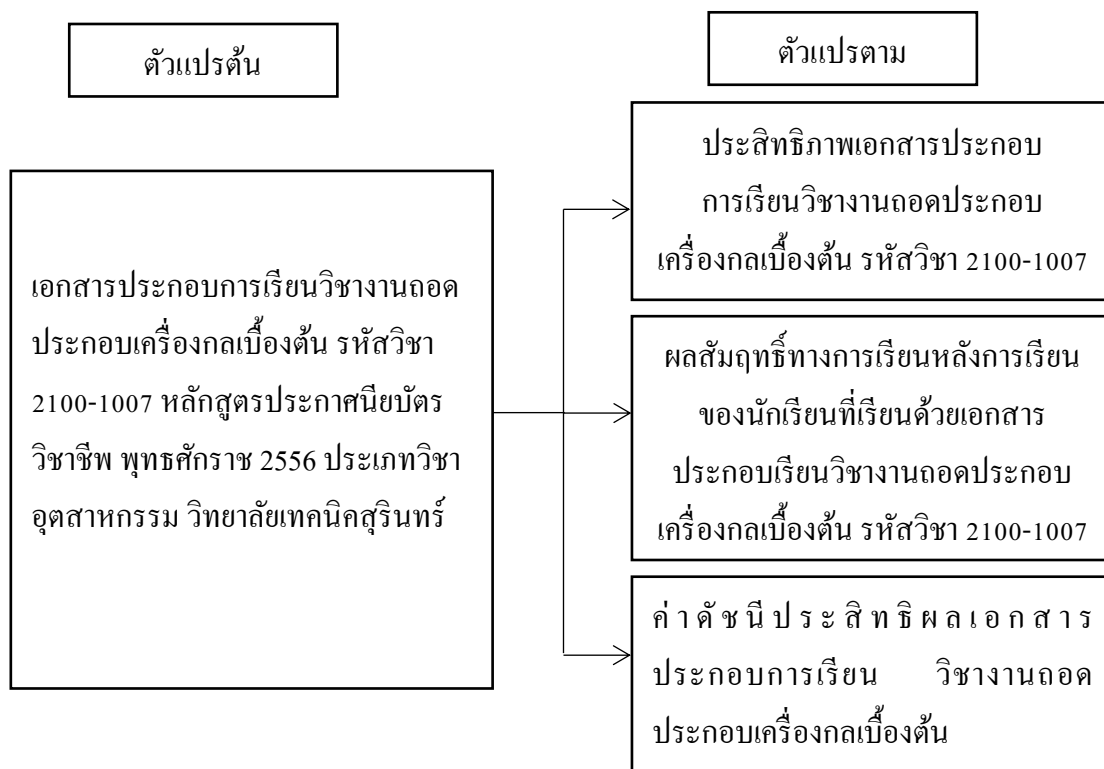 ตัวแปรต้น
เอกสารประกอบการเรียนวิชางานถอด
ประกอบเครื่องกลเบื้องต้น รหัสวิชา
2100-1007 หลักสูตรประกาศนียบัตร
วิชาชีพ พุทธศักราช 2556 ประเภทวิชา
อุตสาหกรรม วิทยาลัยเทคนิคสุรินทร์
ตัวแปรตาม
ประสิทธิภาพเอกสารประกอบ
การเรียนวิชางานถอดประกอบ
เครื่องกลเบื้องต้น รหัสวิชา 2100-1007
ผลสัมฤทธิ์ทางการเรียนหลังการเรียน
ของนักเรียนที่เรียนด้วยเอกสาร
ประกอบเรียนวิชางานถอดประกอบ
เครื่องกลเบื้องต้น รหัสวิชา 2100-1007
ค่าดัชนีประสิทธิผลเอกสาร
ประกอบการเรียน วิชางานถอด
ประกอบเครื่องกลเบื้องต้น